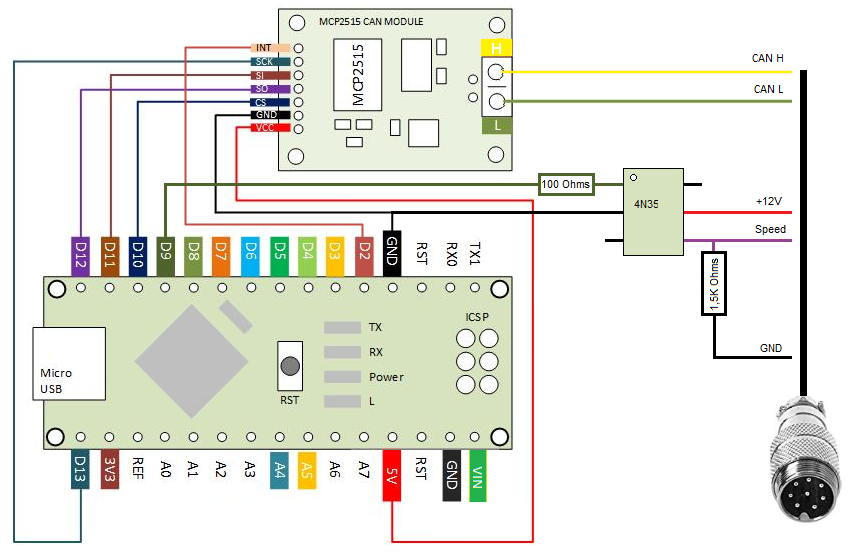 MCP2515 CAN MODULE
INT
SCK
SI
SO
CS
GND
VCC
MCP2515
H
L
CAN H
CAN L
100 Ohms
4N35
+12V
Speed
1,5K Ohms
GND
D12
D11
D10
D9
D8
D7
D6
D5
D4
D3
D2
GND
RST
RX0
TX1
Micro
USB
RST
TX
RX
Power
L
ICSP
D13
3V3
REF
A0
A1
A2
A3
A4
A5
A6
A7
5V
RST
GND
VIN